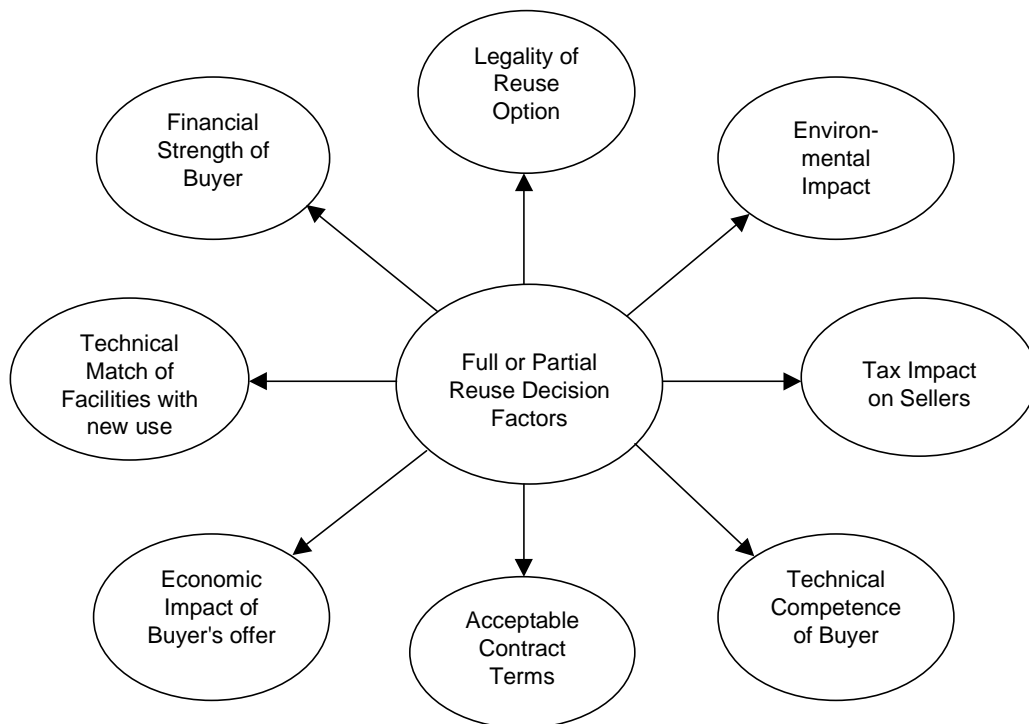 Legality of
Reuse
Option
Financial
Strength of
Buyer
Environ-
mental
Impact
Technical
Match of
Facilities with
new use
Full or Partial
Reuse Decision
Factors
Tax Impact
on Sellers
Economic
Impact of
Buyer's offer
Acceptable
Contract
Terms
Technical
Competence
of Buyer